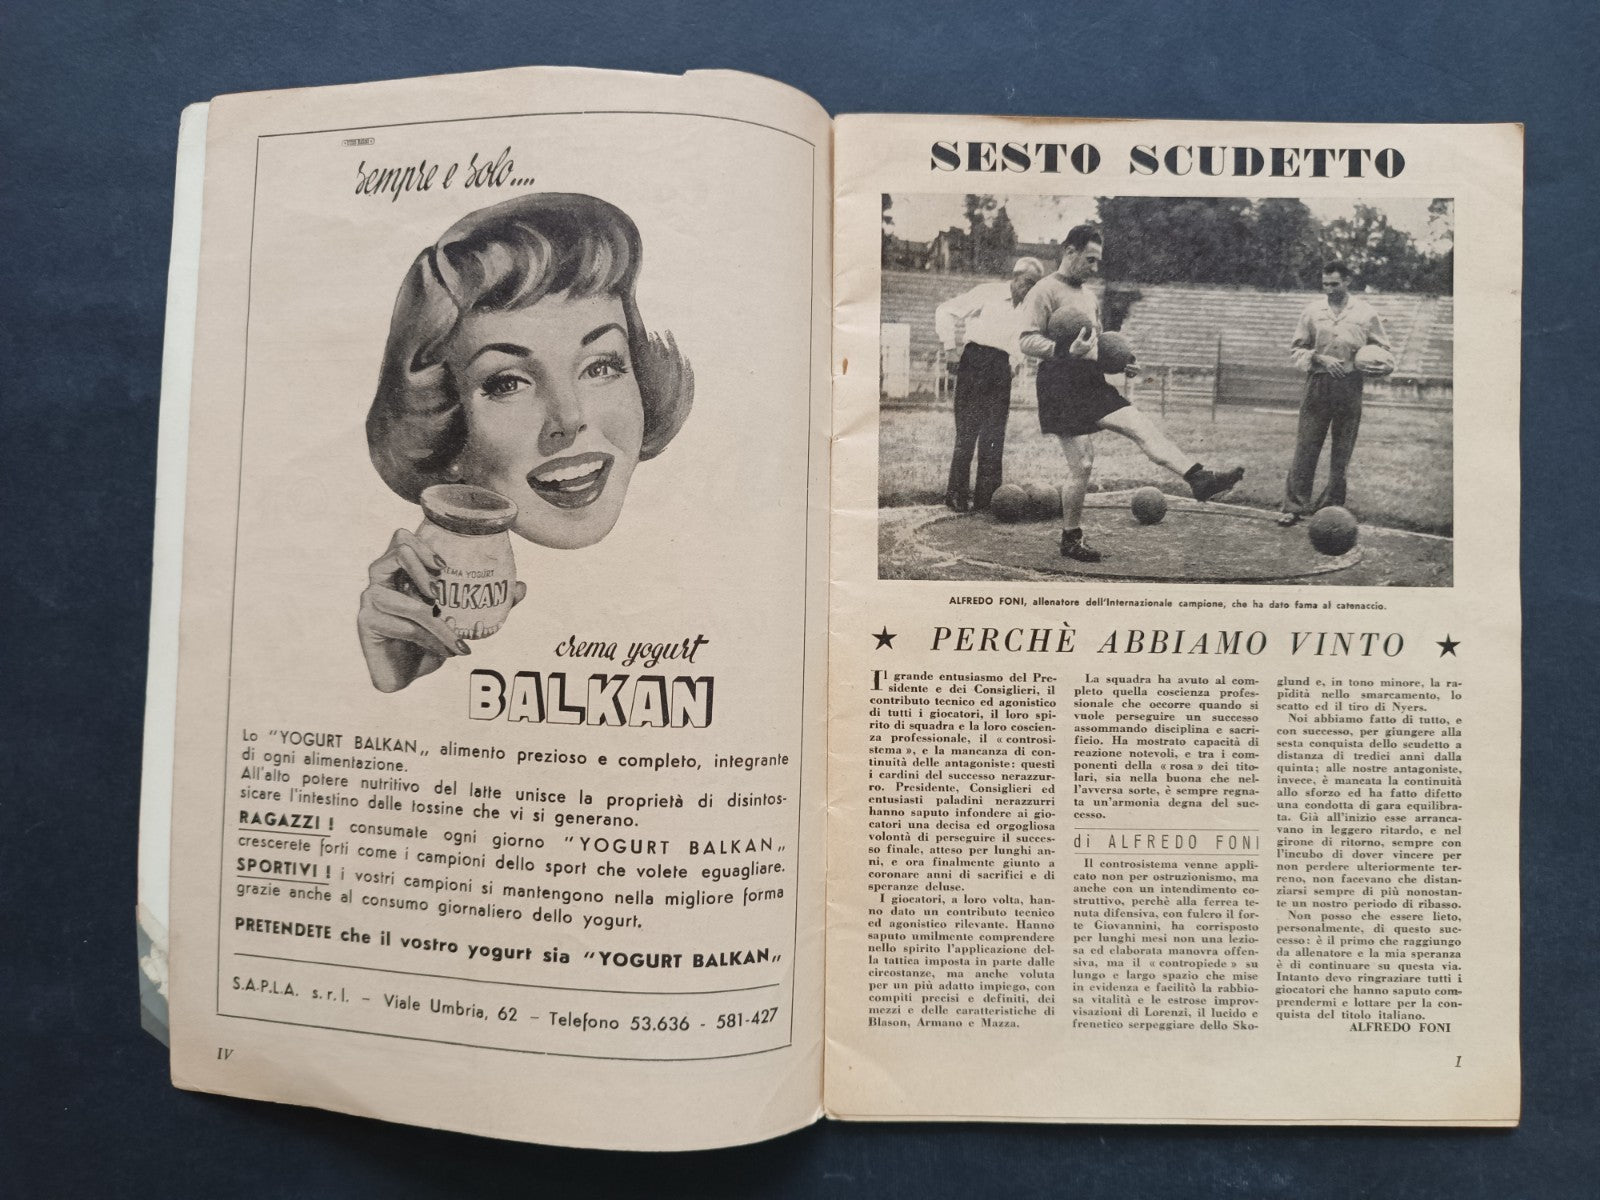 sempre e solo....
CREMA YOGURT
BALKAN
crema yogurt
BALKAN
Lo "YOGURT BALKAN„ alimento prezioso e completo, integrante
di ogni alimentazione.
All'alto potere nutritivo del latte unisce la proprietà di disintos-
sicare l'intestino dalle tossine che vi si generano.
RAGAZZI! consumate ogni giorno "YOGURT BALKAN„
crescerete forti come i campioni dello sport che volete eguagliare.
SPORTIVI! i vostri campioni si mantengono nella migliore forma
grazie anche al consumo giornaliero dello yogurt.
PRETENDETE che il vostro yogurt sia "YOGURT BALKAN„
S.A.P.L.A. s.r.l. – Viale Umbria, 62 – Telefono 53.636 - 581-427
IV
SESTO SCUDETTO
ALFREDO FONI, allenatore dell'Internazionale campione, che ha dato fama al catenaccio.
★ PERCHÈ ABBIAMO VINTO ★
Il grande entusiasmo del Pre-
sidente e dei Consiglieri, il
contributo tecnico ed agonistico
di tutti i giocatori, il loro spi-
rito di squadra e la loro coscien-
za professionale, il « controsi-
stema », e la mancanza di con-
tinuità delle antagoniste: questi
i cardini del successo nerazzur-
ro. Presidente, Consiglieri ed
entusiasti paladini nerazzurri
hanno saputo infondere ai gio-
catori una decisa ed orgogliosa
volontà di perseguire il succes-
so finale, atteso per lunghi an-
ni, e ora finalmente giunto a
coronare anni di sacrifici e di
speranze deluse.
I giocatori, a loro volta, han-
no dato un contributo tecnico
ed agonistico rilevante. Hanno
saputo umilmente comprendere
nello spirito l'applicazione del-
la tattica imposta in parte dalle
circostanze, ma anche voluta
per un più adatto impiego, con
compiti precisi e definiti, dei
mezzi e delle caratteristiche di
Blason, Armano e Mazza.
La squadra ha avuto al com-
pleto quella coscienza profes-
sionale che occorre quando si
vuole perseguire un successo
assommando disciplina e sacri-
ficio. Ha mostrato capacità di
reazione notevoli, e tra i com-
ponenti della « rosa » dei tito-
lari, sia nella buona che nel-
l'avversa sorte, è sempre regna-
ta un'armonia degna del suc-
cesso.
di ALFREDO FONI
Il controsistema venne appli-
cato non per ostruzionismo, ma
anche con un intendimento co-
struttivo, perchè alla ferrea te-
nuta difensiva, con fulcro il for-
te Giovannini, ha corrisposto
per lunghi mesi non una lezio-
sa ed elaborata manovra offen-
siva, ma il « contropiede » su
lungo e largo spazio che mise
in evidenza e facilitò la rabbio-
sa vitalità e le estrose improv-
visazioni di Lorenzi, il lucido e
frenetico serpeggiare dello Sko-
glund e, in tono minore, la ra-
pidità nello smarcamento, lo
scatto ed il tiro di Nyers.
Noi abbiamo fatto di tutto, e
con successo, per giungere alla
sesta conquista dello scudetto a
distanza di tredici anni dalla
quinta; alle nostre antagoniste,
invece, è mancata la continuità
allo sforzo ed ha fatto difetto
una condotta di gara equilibra-
ta. Già all'inizio esse arranca-
vano in leggero ritardo, e nel
girone di ritorno, sempre con
l'incubo di dover vincere per
non perdere ulteriormente ter-
reno, non facevano che distan-
ziarsi sempre di più nonostan-
te un nostro periodo di ribasso.
Non posso che essere lieto,
personalmente, di questo suc-
cesso: è il primo che raggiungo
da allenatore e la mia speranza
è di continuare su questa via.
Intanto devo ringraziare tutti i
giocatori che hanno saputo com-
prendermi e lottare per la con-
quista del titolo italiano.
ALFREDO FONI
I